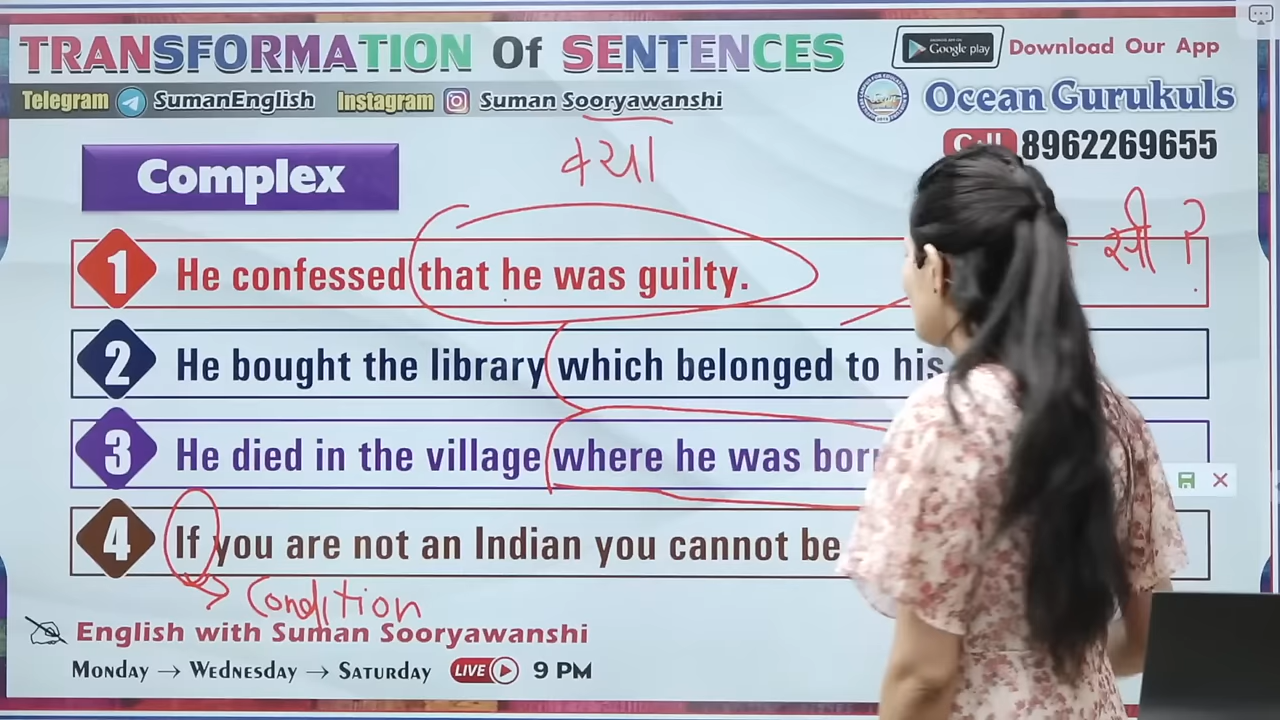 TRANSFORMATION Of SENTENCES
Google play
Download Our App
Telegram SumanEnglish Instagram Suman Sooryawanshi
Ocean Gurukuls
8962269655
Complex
क्या
सी ?
1 He confessed that he was guilty.
2 He bought the library which belonged to his
3 He died in the village where he was
4 If you are not an Indian you cannot be
Condition
English with Suman Sooryawanshi
Monday → Wednesday → Saturday LIVE 9 PM